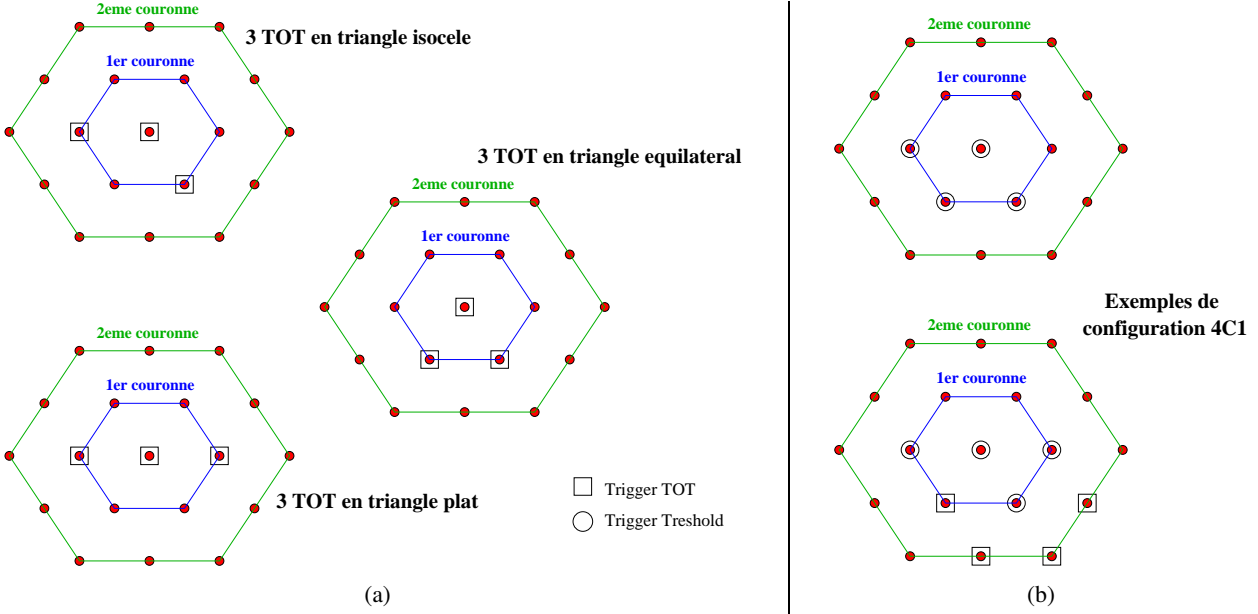 2eme couronne
3 TOT en triangle isocele
1er couronne
3 TOT en triangle equilateral
2eme couronne
1er couronne
2eme couronne
1er couronne
3 TOT en triangle plat
Trigger TOT
Trigger Treshold
(a)
2eme couronne
1er couronne
Exemples de
configuration 4C1
2eme couronne
1er couronne
(b)